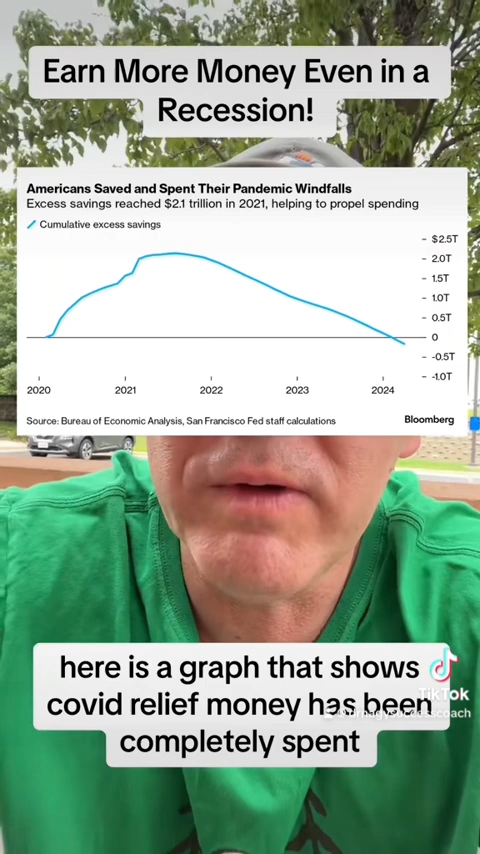 Earn More Money Even in a
Recession!
Americans Saved and Spent Their Pandemic Windfalls
Excess savings reached $2.1 trillion in 2021, helping to propel spending
Cumulative excess savings
$2.5T
2.0T
1.5T
1.0T
0.5T
0
-0.5T
-1.0T
2020 2021 2022 2023 2024
Source: Bureau of Economic Analysis, San Francisco Fed staff calculations Bloomberg
here is a graph that shows
covid relief money has been
completely spent
TikTok